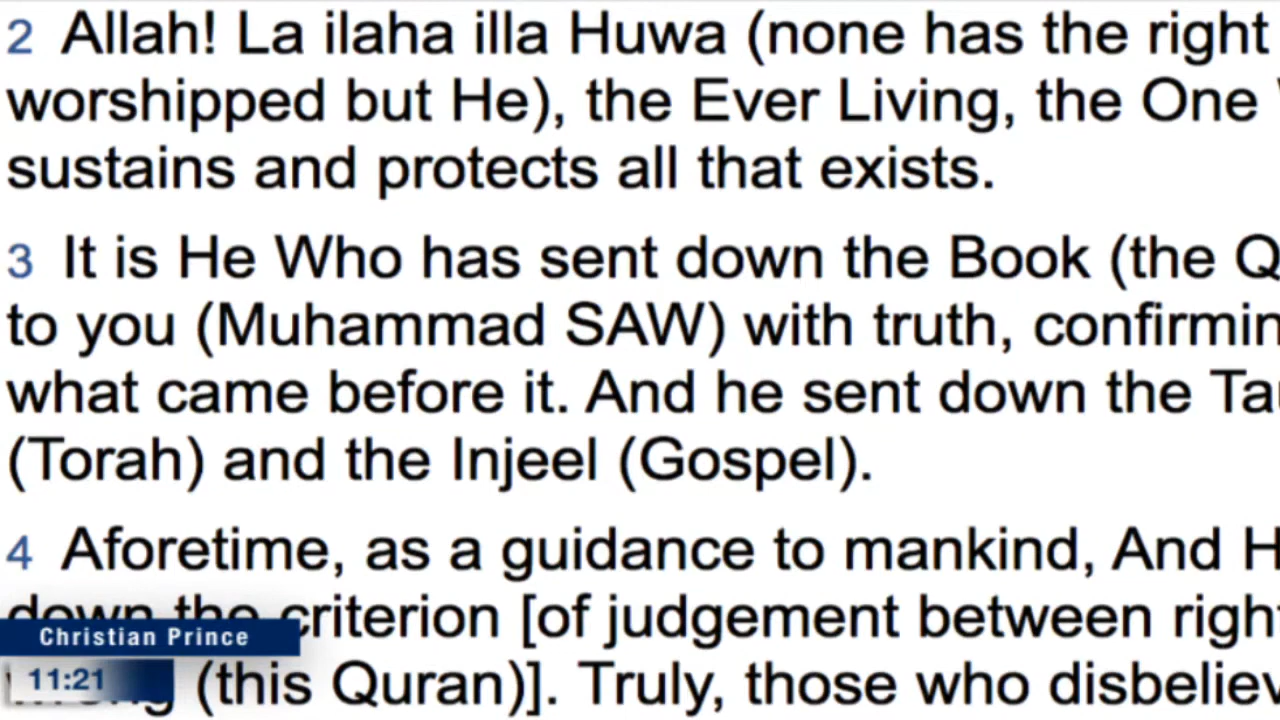 2 Allah! La ilaha illa Huwa (none has the right
worshipped but He), the Ever Living, the One
sustains and protects all that exists.
3 It is He Who has sent down the Book (the Q
to you (Muhammad SAW) with truth, confirmin
what came before it. And he sent down the Ta
(Torah) and the Injeel (Gospel).
4 Aforetime, as a guidance to mankind, And H
down the criterion [of judgement between right
(this Quran)]. Truly, those who disbeliev
Christian Prince
11:21